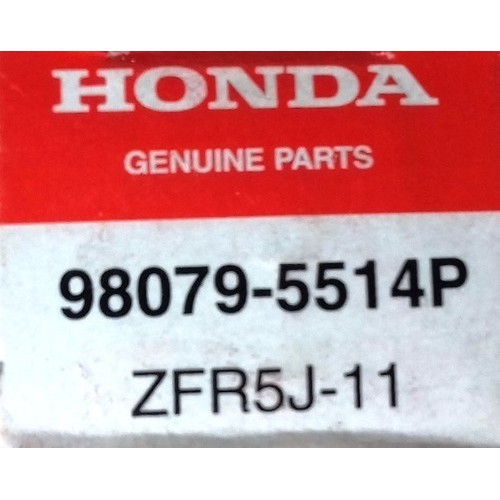 HONDA
GENUINE PARTS
98079-5514P
ZFR5J-11